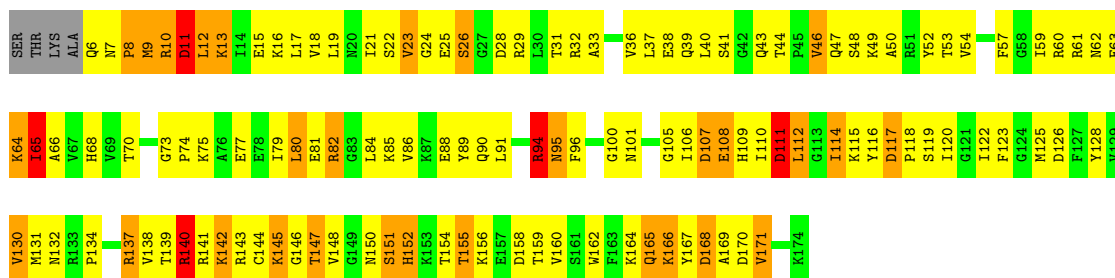 SER THR LYS ALA Q6 N7 P8 M9 R10 D11 L12 K13 I14 E15 K16 L17 V18 L19 N20 I21 S22 V23 G24 E25 S26 G27 D28 R29 L30 T31 R32 A33 V36 L37 E38 Q39 L40 S41 G42 Q43 T44 P45 V46 Q47 S48 K49 A50 R51 Y52 T53 V54 F57 G58 I59 R60 R61 N62
K64 I65 A66 V67 H68 V69 T70 G73 P74 K75 A76 E77 E78 I79 L80 E81 R82 G83 L84 K85 V86 K87 E88 Y89 Q90 L91 R94 N95 F96 G100 N101 G105 I106 D107 E108 H109 I110 D111 L112 G113 I114 K115 Y116 D117 P118 S119 I120 G121 I122 F123 G124 M125 D126 F127 Y128
V130 M131 N132 R133 P134 R137 V138 T139 R140 R141 K142 R143 C144 K145 G146 T147 V148 G149 N150 S151 H152 K153 T154 T155 K156 E157 D158 T159 V160 S161 W162 F163 K164 Q165 K166 Y167 D168 A169 D170 V171 K174